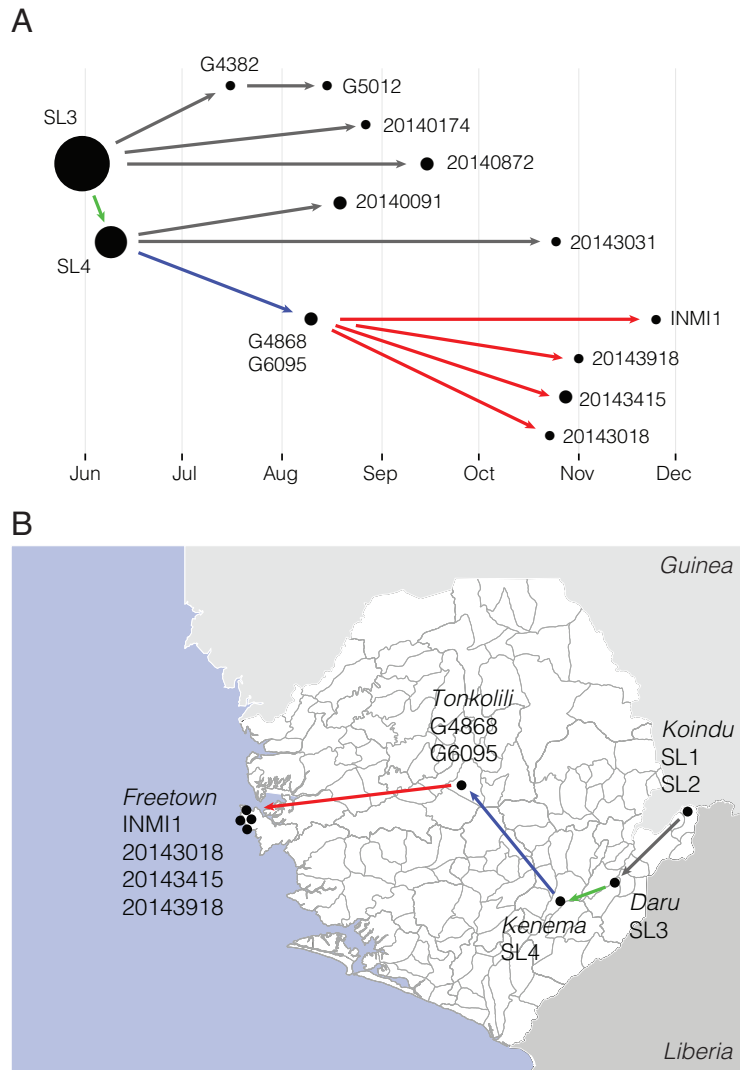 A
G4382
G5012
SL3
20140174
20140872
20140091
SL4
20143031
G4868
G6095
INMI1
20143918
20143415
20143018
Jun Jul Aug Sep Oct Nov Dec
B
Guinea
Tonkolili
G4868
G6095
Koindu
SL1
SL2
Freetown
INMI1
20143018
20143415
20143918
Kenema
SL4
Daru
SL3
Liberia